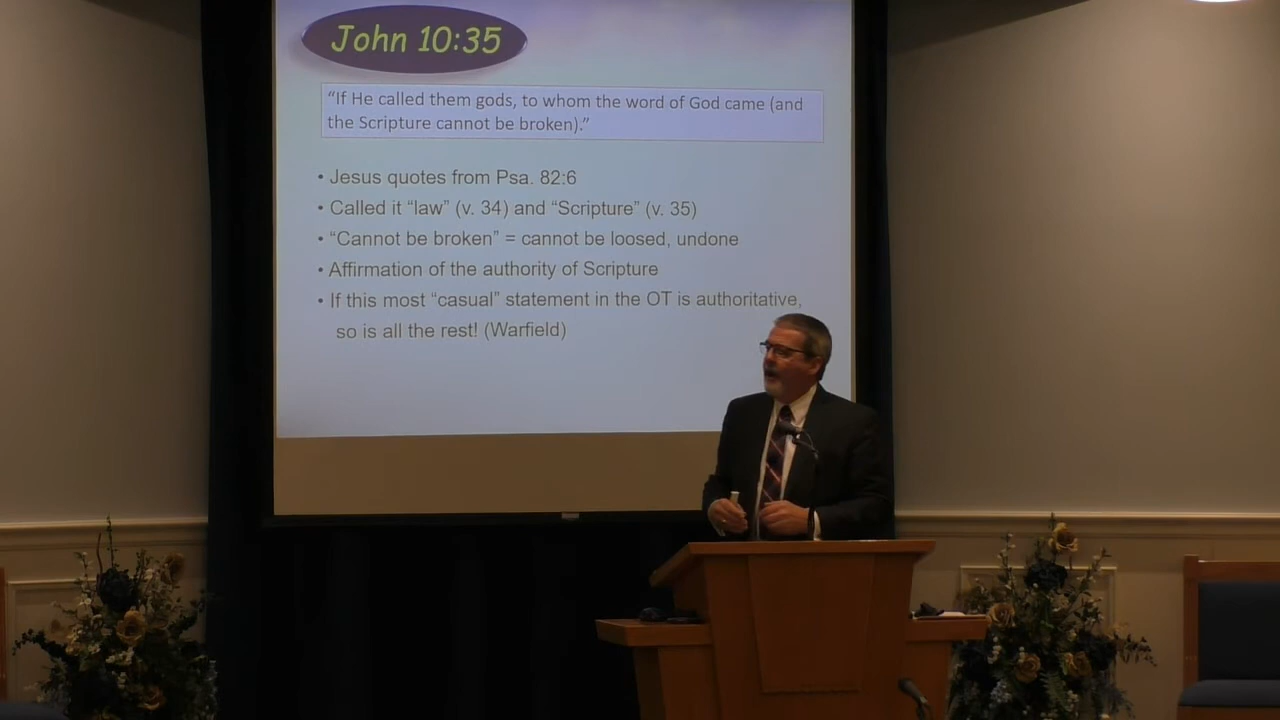 John 10:35
“If He called them gods, to whom the word of God came (and
the Scripture cannot be broken).”
• Jesus quotes from Psa. 82:6
• Called it “law” (v. 34) and “Scripture” (v. 35)
• “Cannot be broken” = cannot be loosed, undone
• Affirmation of the authority of Scripture
• If this most “casual” statement in the OT is authoritative,
so is all the rest! (Warfield)